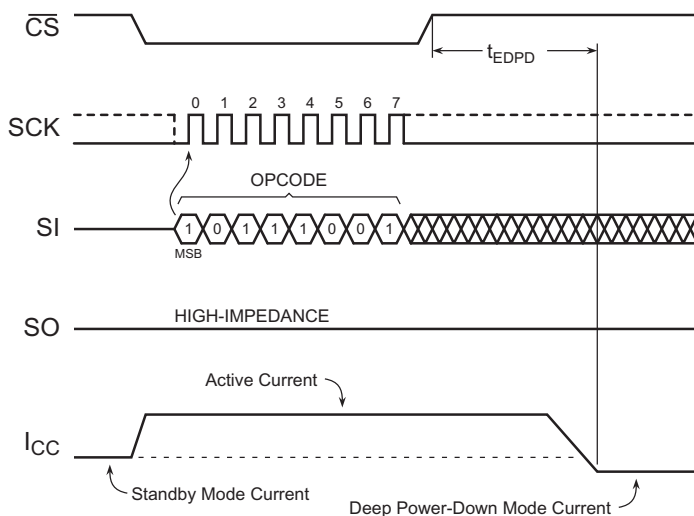 CS
tEDPD
0 1 2 3 4 5 6 7
SCK
OPCODE
SI
1 0 1 1 1 0 0 1
MSB
HIGH-IMPEDANCE
SO
Active Current
ICC
Standby Mode Current
Deep Power-Down Mode Current